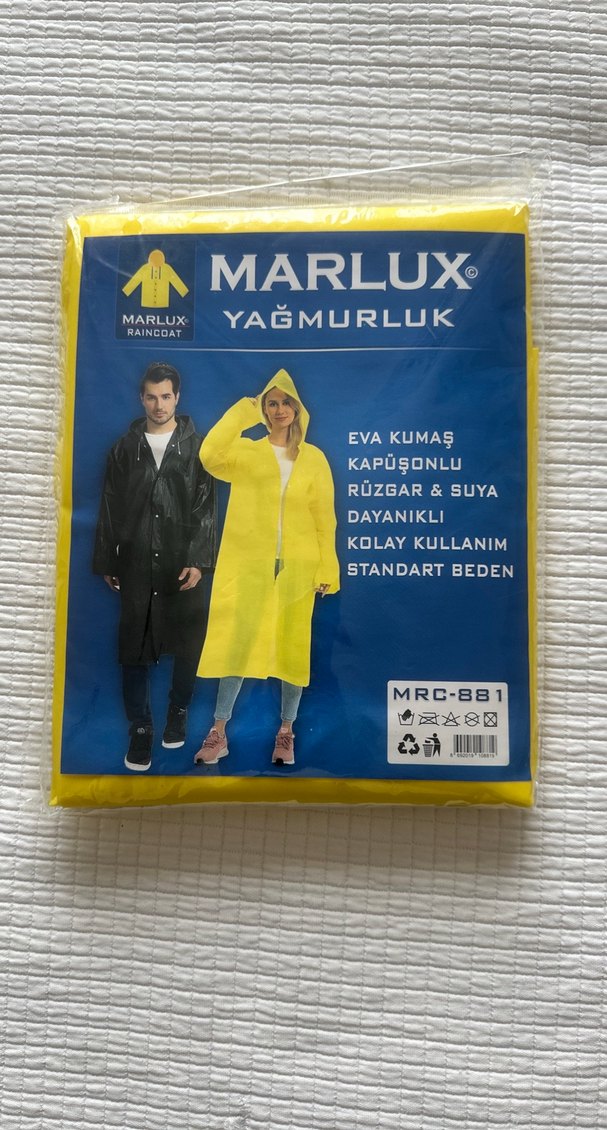 MARLUX©
YAĞMURLUK
MARLUX©
RAINCOAT
EVA KUMAŞ
KAPÜŞONLU
RÜZGAR & SUYA
DAYANIKLI
KOLAY KULLANIM
STANDART BEDEN
MRC-881